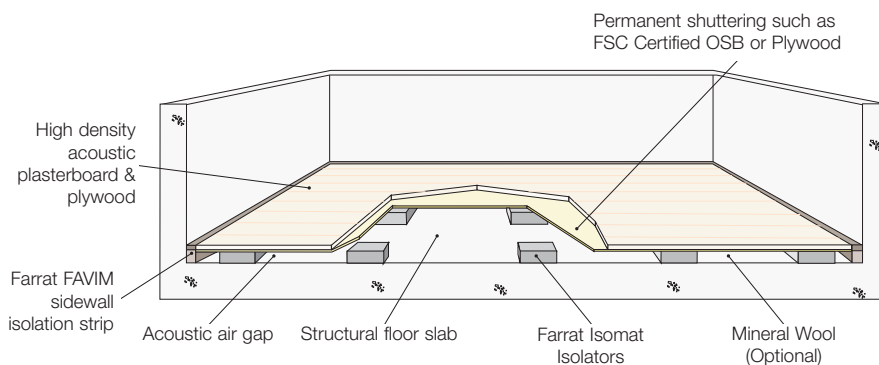 Permanent shuttering such as
FSC Certified OSB or Plywood
High density
acoustic
plasterboard &
plywood
Farrat FAVIM
sidewall
isolation strip
Acoustic air gap
Structural floor slab
Farrat Isomat
Isolators
Mineral Wool
(Optional)